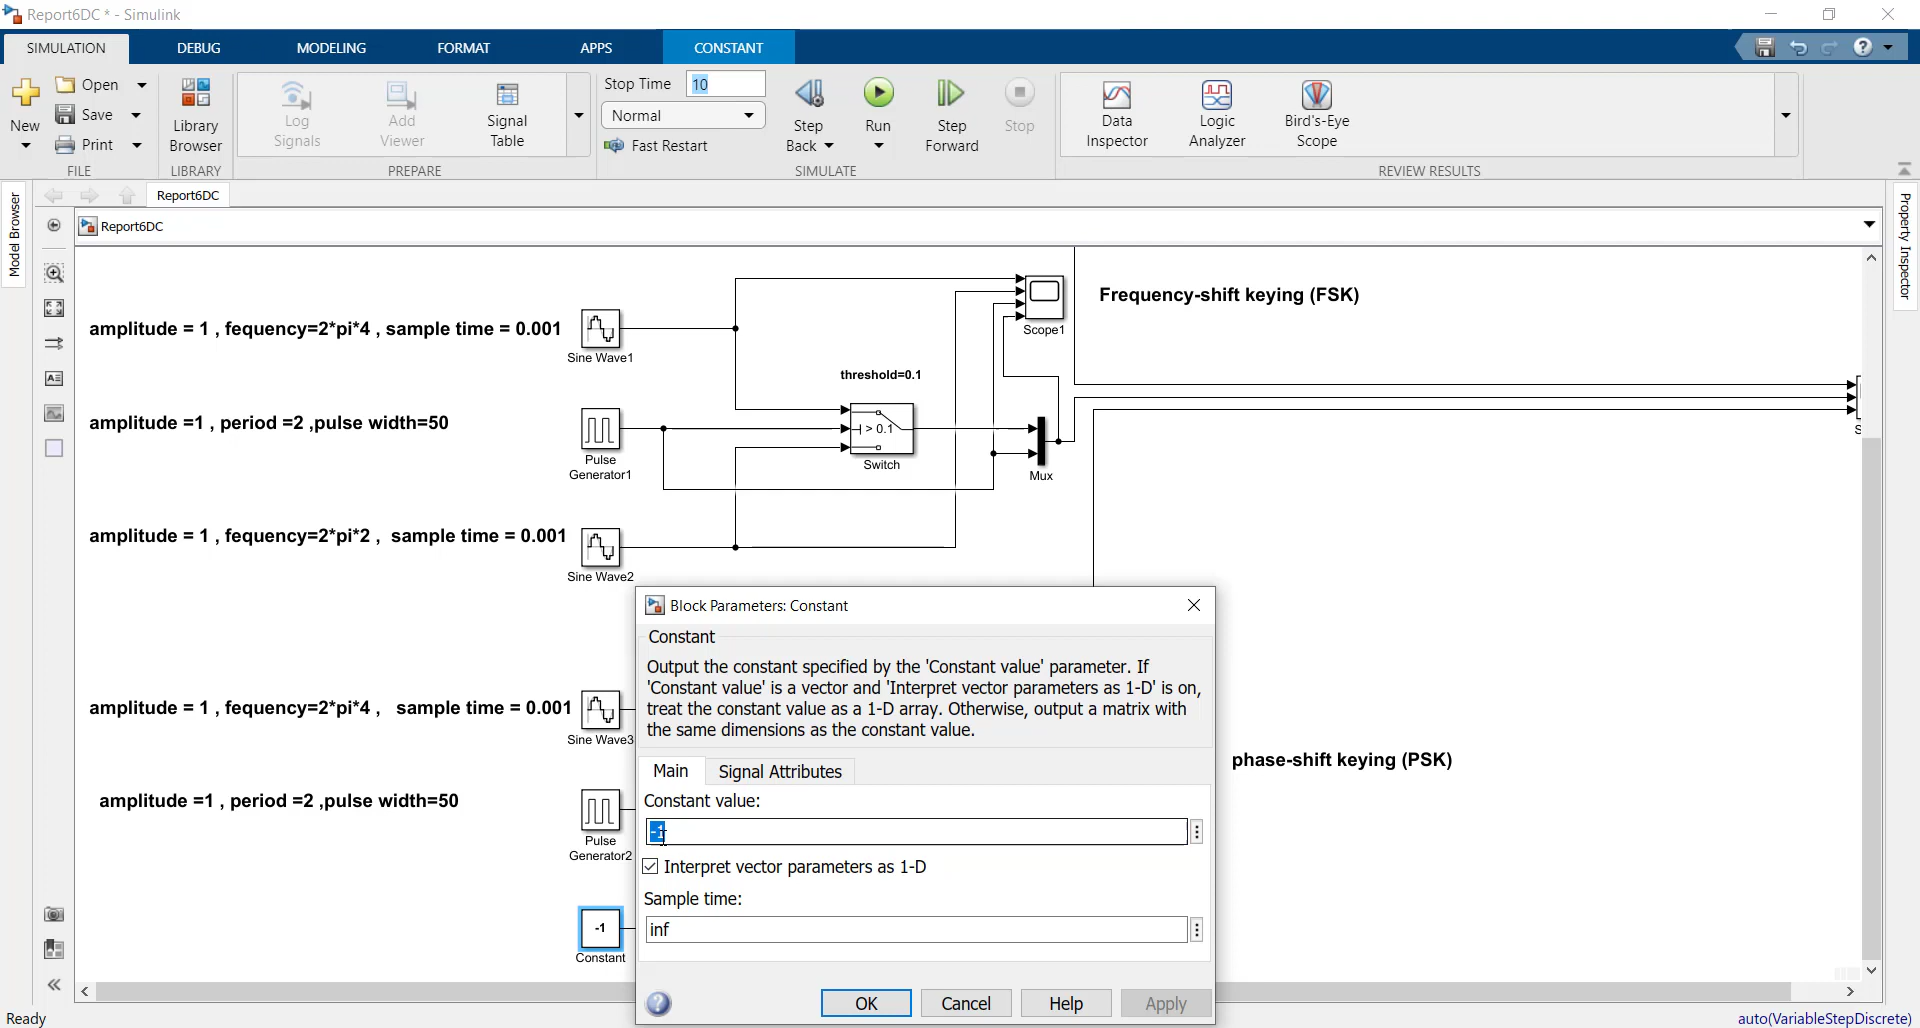 Report6DC * - Simulink
SIMULATION
DEBUG
MODELING
FORMAT
APPS
CONSTANT
New
Open
Save
Print
FILE
Library
Browser
LIBRARY
Log
Signals
Add
Viewer
Signal
Table
PREPARE
Stop Time
10
Normal
Fast Restart
Step
Back
Run
Step
Forward
Stop
SIMULATE
Data
Inspector
Logic
Analyzer
Bird's-Eye
Scope
REVIEW RESULTS
Model Browser
Report6DC
Report6DC
Property Inspector
amplitude = 1 , fequency=2*pi*4 , sample time = 0.001
Sine Wave1
Scope1
Frequency-shift keying (FSK)
threshold=0.1
amplitude =1 , period =2 ,pulse width=50
Pulse
Generator1
> 0.1
Switch
Mux
S
amplitude = 1 , fequency=2*pi*2 , sample time = 0.001
Sine Wave2
amplitude = 1 , fequency=2*pi*4 , sample time = 0.001
Sine Wave3
amplitude =1 , period =2 ,pulse width=50
Pulse
Generator2
-1
Constant
phase-shift keying (PSK)
Block Parameters: Constant
Constant
Output the constant specified by the 'Constant value' parameter. If
'Constant value' is a vector and 'Interpret vector parameters as 1-D' is on,
treat the constant value as a 1-D array. Otherwise, output a matrix with
the same dimensions as the constant value.
Main
Signal Attributes
Constant value:
-1
Interpret vector parameters as 1-D
Sample time:
inf
OK
Cancel
Help
Apply
Ready
auto(VariableStepDiscrete)